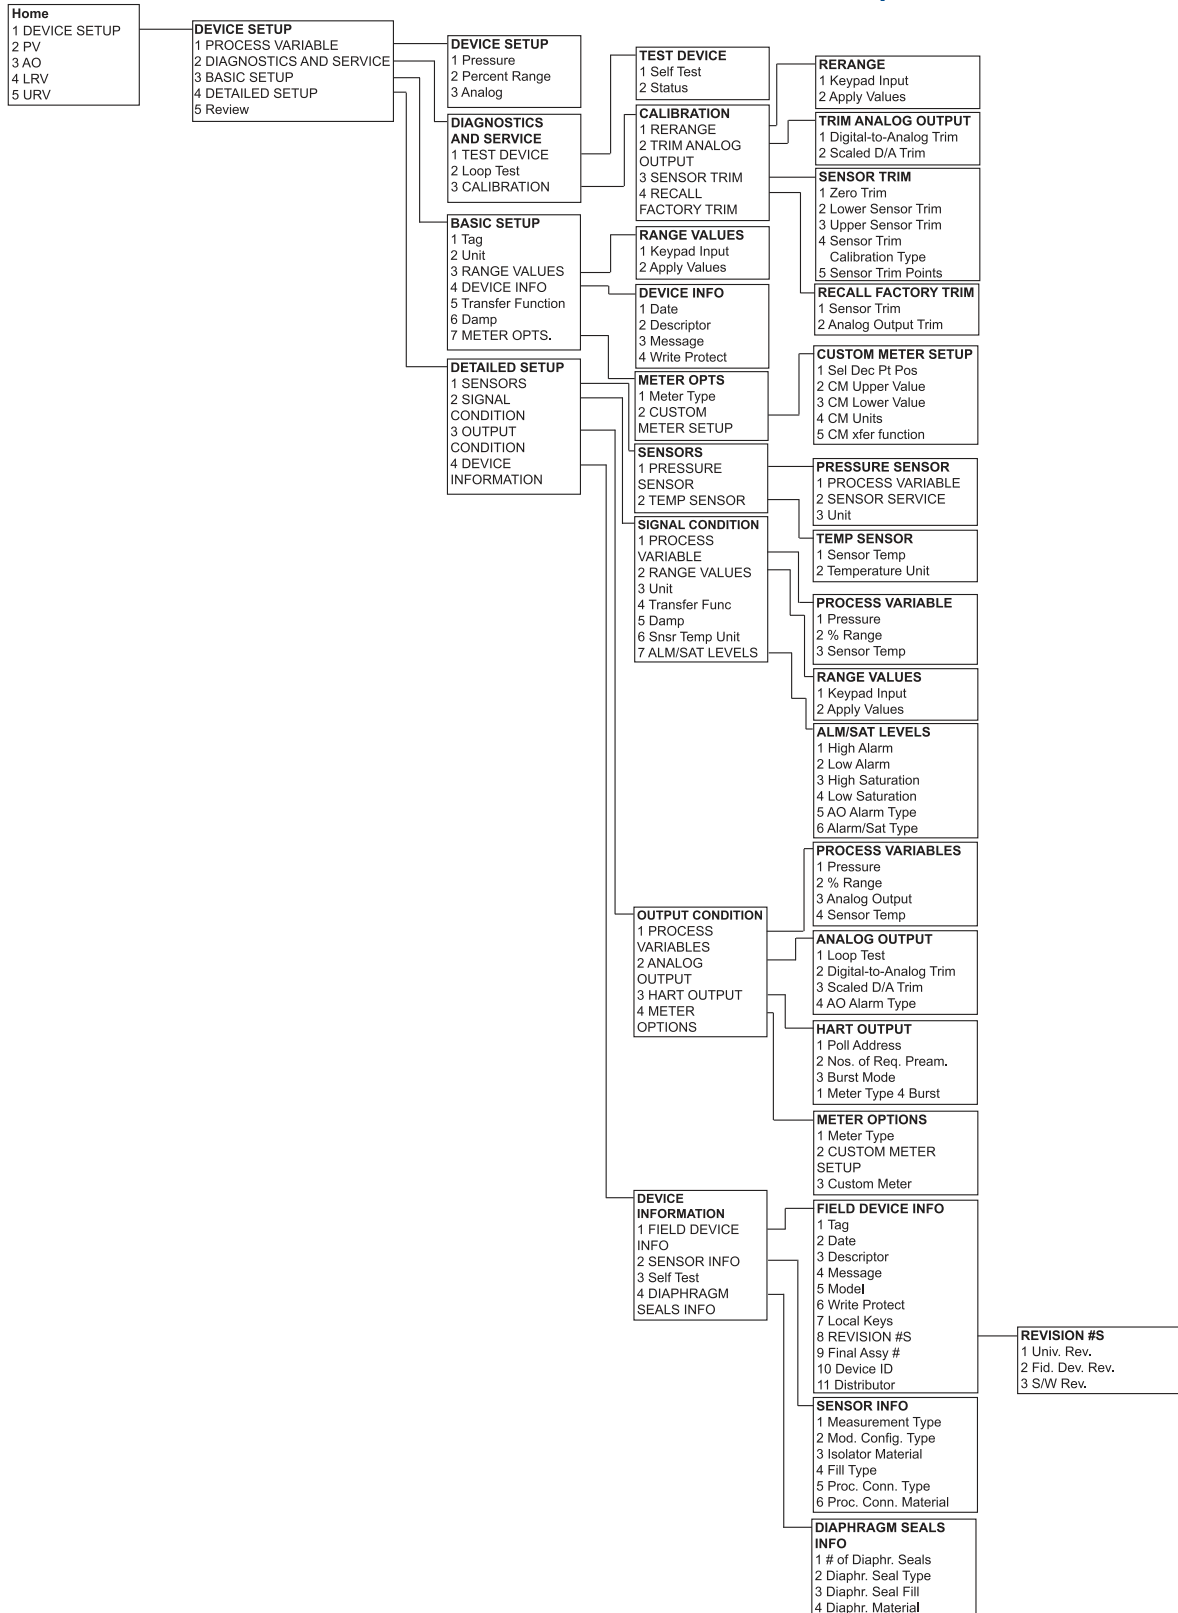 Home
1 DEVICE SETUP
2 PV
3 AO
4 LRV
5 URV
DEVICE SETUP
1 PROCESS VARIABLE
2 DIAGNOSTICS AND SERVICE
3 BASIC SETUP
4 DETAILED SETUP
5 Review
DEVICE SETUP
1 Pressure
2 Percent Range
3 Analog
DIAGNOSTICS
AND SERVICE
1 TEST DEVICE
2 Loop Test
3 CALIBRATION
BASIC SETUP
1 Tag
2 Unit
3 RANGE VALUES
4 DEVICE INFO
5 Transfer Function
6 Damp
7 METER OPTS.
DETAILED SETUP
1 SENSORS
2 SIGNAL
CONDITION
3 OUTPUT
CONDITION
4 DEVICE
INFORMATION
TEST DEVICE
1 Self Test
2 Status
CALIBRATION
1 RERANGE
2 TRIM ANALOG
OUTPUT
3 SENSOR TRIM
4 RECALL
FACTORY TRIM
RANGE VALUES
1 Keypad Input
2 Apply Values
DEVICE INFO
1 Date
2 Descriptor
3 Message
4 Write Protect
METER OPTS
1 Meter Type
2 CUSTOM
METER SETUP
SENSORS
1 PRESSURE
SENSOR
2 TEMP SENSOR
SIGNAL CONDITION
1 PROCESS
VARIABLE
2 RANGE VALUES
3 Unit
4 Transfer Func
5 Damp
6 Snsr Temp Unit
7 ALM/SAT LEVELS
OUTPUT CONDITION
1 PROCESS
VARIABLES
2 ANALOG
OUTPUT
3 HART OUTPUT
4 METER
OPTIONS
DEVICE
INFORMATION
1 FIELD DEVICE
INFO
2 SENSOR INFO
3 Self Test
4 DIAPHRAGM
SEALS INFO
RERANGE
1 Keypad Input
2 Apply Values
TRIM ANALOG OUTPUT
1 Digital-to-Analog Trim
2 Scaled D/A Trim
SENSOR TRIM
1 Zero Trim
2 Lower Sensor Trim
3 Upper Sensor Trim
4 Sensor Trim
Calibration Type
5 Sensor Trim Points
RECALL FACTORY TRIM
1 Sensor Trim
2 Analog Output Trim
CUSTOM METER SETUP
1 Sel Dec Pt Pos
2 CM Upper Value
3 CM Lower Value
4 CM Units
5 CM xfer function
PRESSURE SENSOR
1 PROCESS VARIABLE
2 SENSOR SERVICE
3 Unit
TEMP SENSOR
1 Sensor Temp
2 Temperature Unit
PROCESS VARIABLE
1 Pressure
2 % Range
3 Sensor Temp
RANGE VALUES
1 Keypad Input
2 Apply Values
ALM/SAT LEVELS
1 High Alarm
2 Low Alarm
3 High Saturation
4 Low Saturation
5 AO Alarm Type
6 Alarm/Sat Type
PROCESS VARIABLES
1 Pressure
2 % Range
3 Analog Output
4 Sensor Temp
ANALOG OUTPUT
1 Loop Test
2 Digital-to-Analog Trim
3 Scaled D/A Trim
4 AO Alarm Type
HART OUTPUT
1 Poll Address
2 Nos. of Req. Pream.
3 Burst Mode
1 Meter Type 4 Burst
METER OPTIONS
1 Meter Type
2 CUSTOM METER
SETUP
3 Custom Meter
FIELD DEVICE INFO
1 Tag
2 Date
3 Descriptor
4 Message
5 Model
6 Write Protect
7 Local Keys
8 REVISION #S
9 Final Assy #
10 Device ID
11 Distributor
SENSOR INFO
1 Measurement Type
2 Mod. Config. Type
3 Isolator Material
4 Fill Type
5 Proc. Conn. Type
6 Proc. Conn. Material
DIAPHRAGM SEALS
INFO
1 # of Diaphr. Seals
2 Diaphr. Seal Type
3 Diaphr. Seal Fill
4 Diaphr. Material
REVISION #S
1 Univ. Rev.
2 Fid. Dev. Rev.
3 S/W Rev.